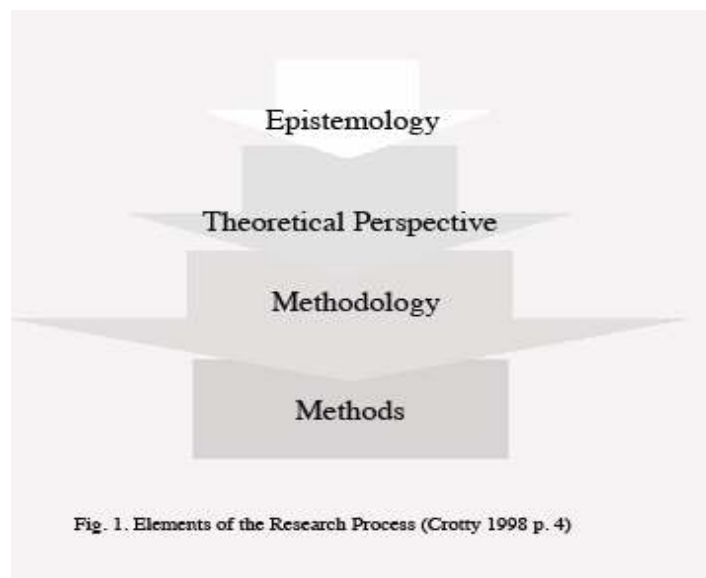 Epistemology
Theoretical Perspective
Methodology
Methods
Fig. 1. Elements of the Research Process (Crotty 1998 p. 4)